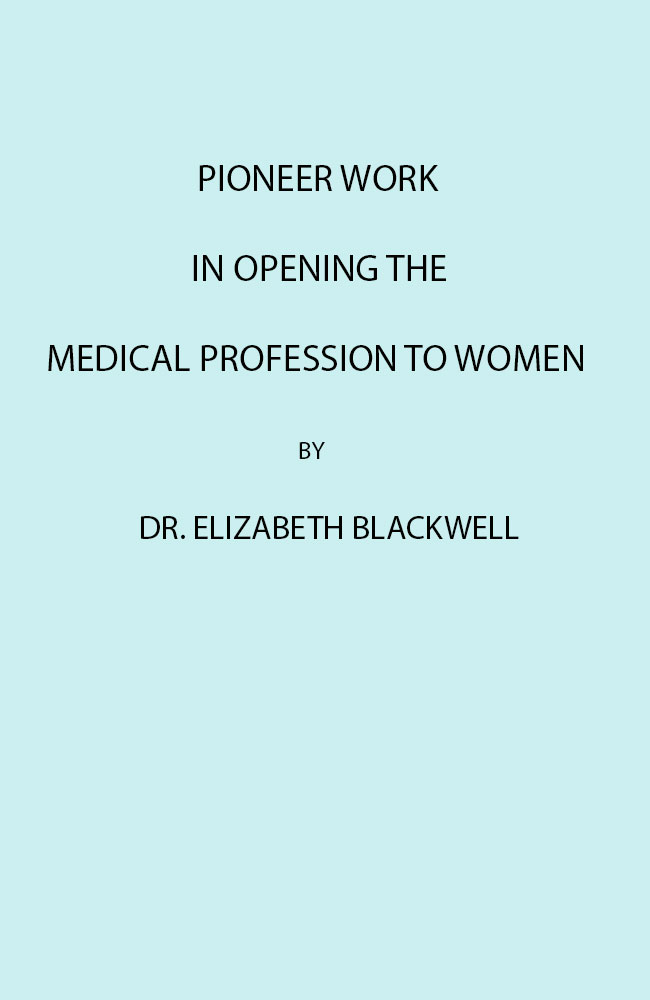 PIONEER WORK
IN OPENING THE
MEDICAL PROFESSION TO WOMEN
BY
DR. ELIZABETH BLACKWELL